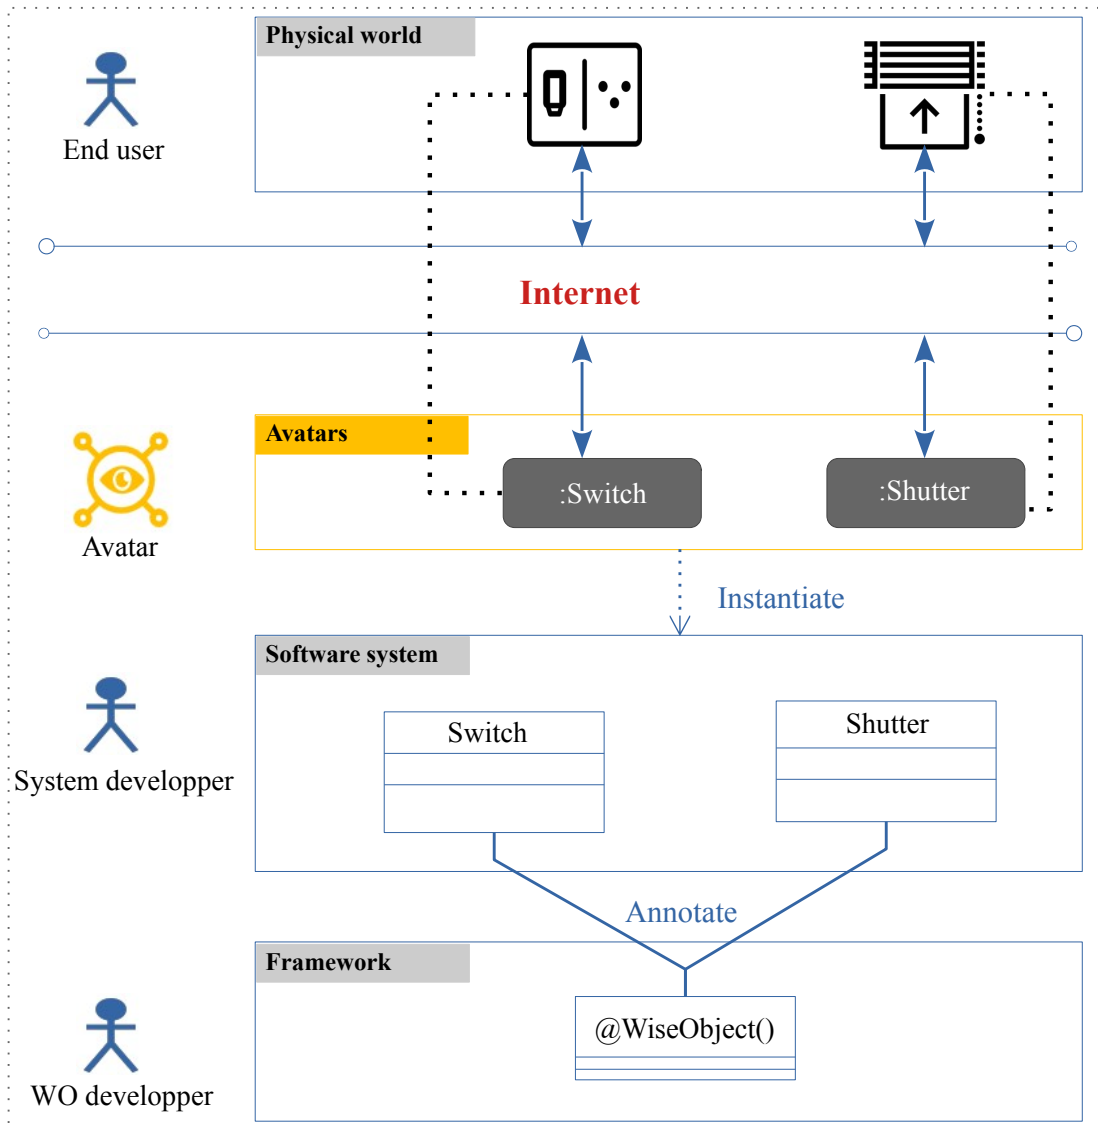 Physical world
End user
Internet
Avatars
:Switch
:Shutter
Avatar
Instantiate
Software system
Switch
Shutter
System developper
Annotate
Framework
@WiseObject()
WO developper